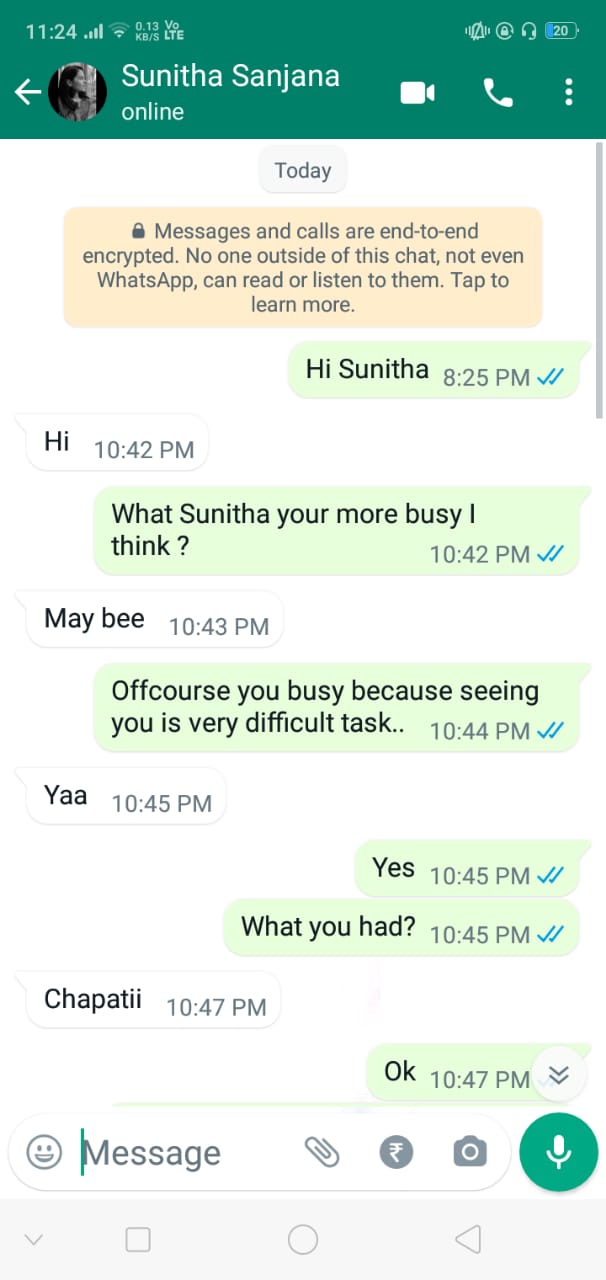 11:24 0.13 KB/S Vo LTE 20
Sunitha Sanjana
online
Today
Messages and calls are end-to-end
encrypted. No one outside of this chat, not even
WhatsApp, can read or listen to them. Tap to
learn more.
Hi Sunitha 8:25 PM
Hi 10:42 PM
What Sunitha your more busy I
think ? 10:42 PM
May bee 10:43 PM
Offcourse you busy because seeing
you is very difficult task.. 10:44 PM
Yaa 10:45 PM
Yes 10:45 PM
What you had? 10:45 PM
Chapatii 10:47 PM
Ok 10:47 PM
Message ₹